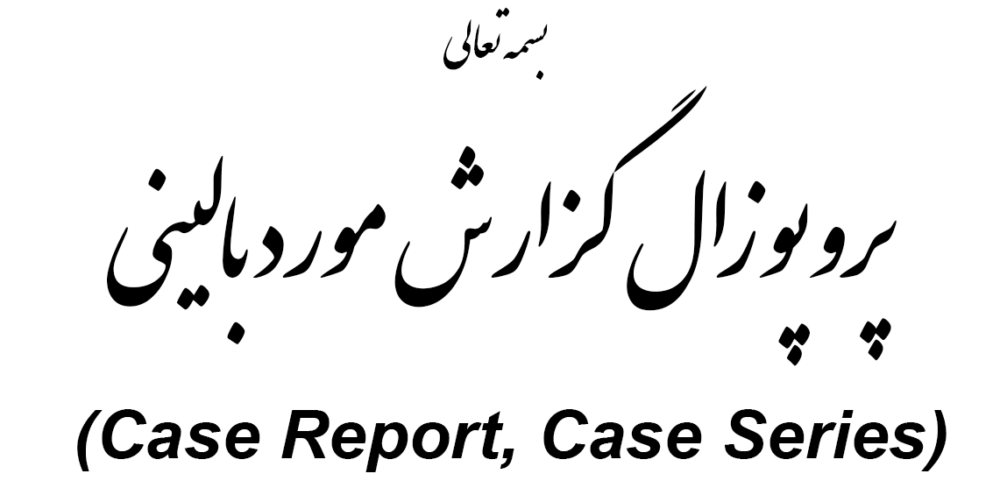 بسمه تعالی
پروپوزال گزارش مورد بالینی
(Case Report, Case Series)